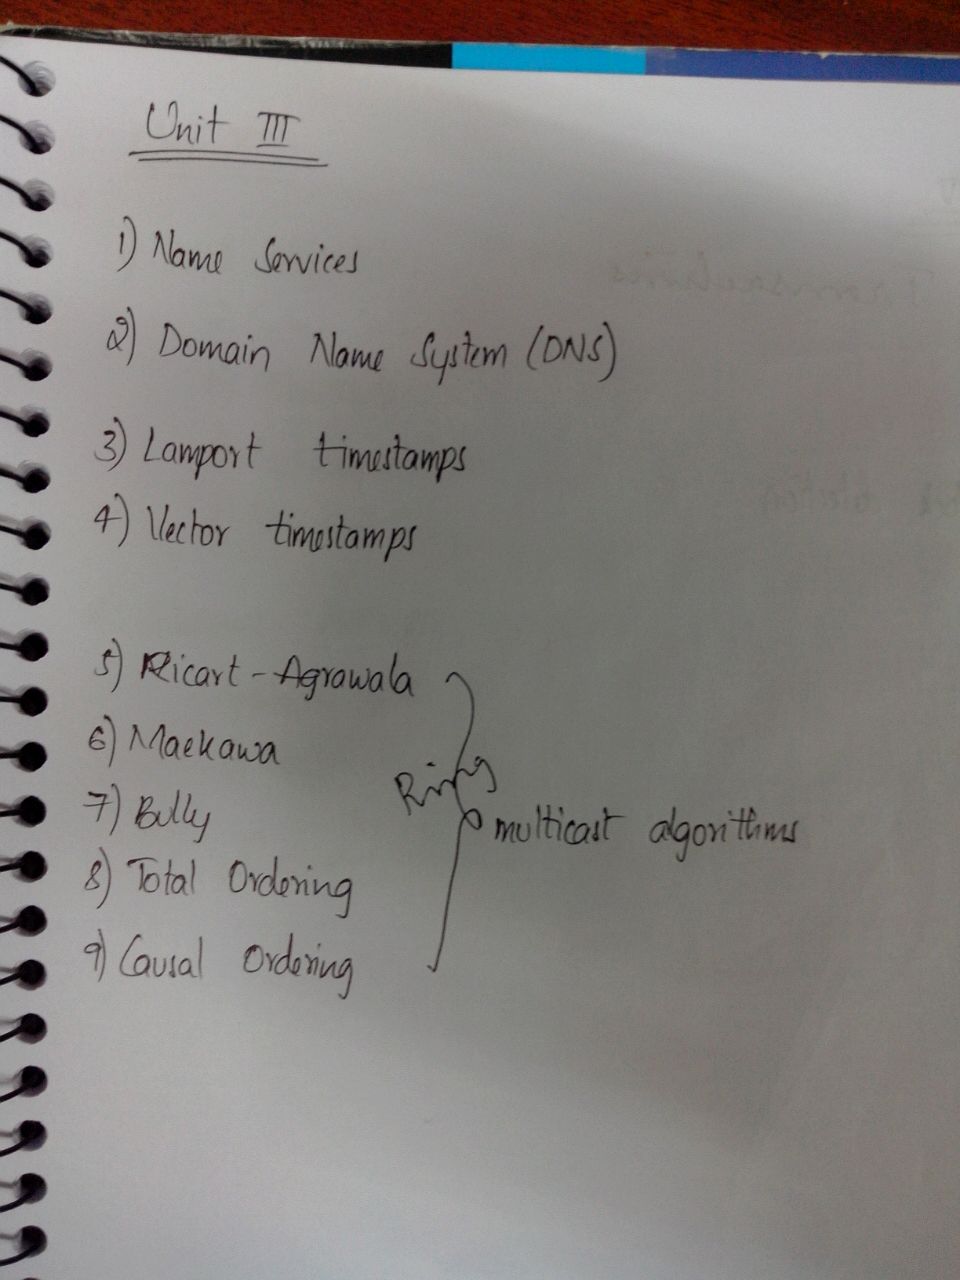 Unit III
1) Name Services
2) Domain Name System (DNS)
3) Lamport timestamps
4) Vector timestamps
5) Ricart - Agrawala
6) Maekawa
Ring
7) Bully
multicast algorithms
8) Total Ordering
9) Causal Ordering